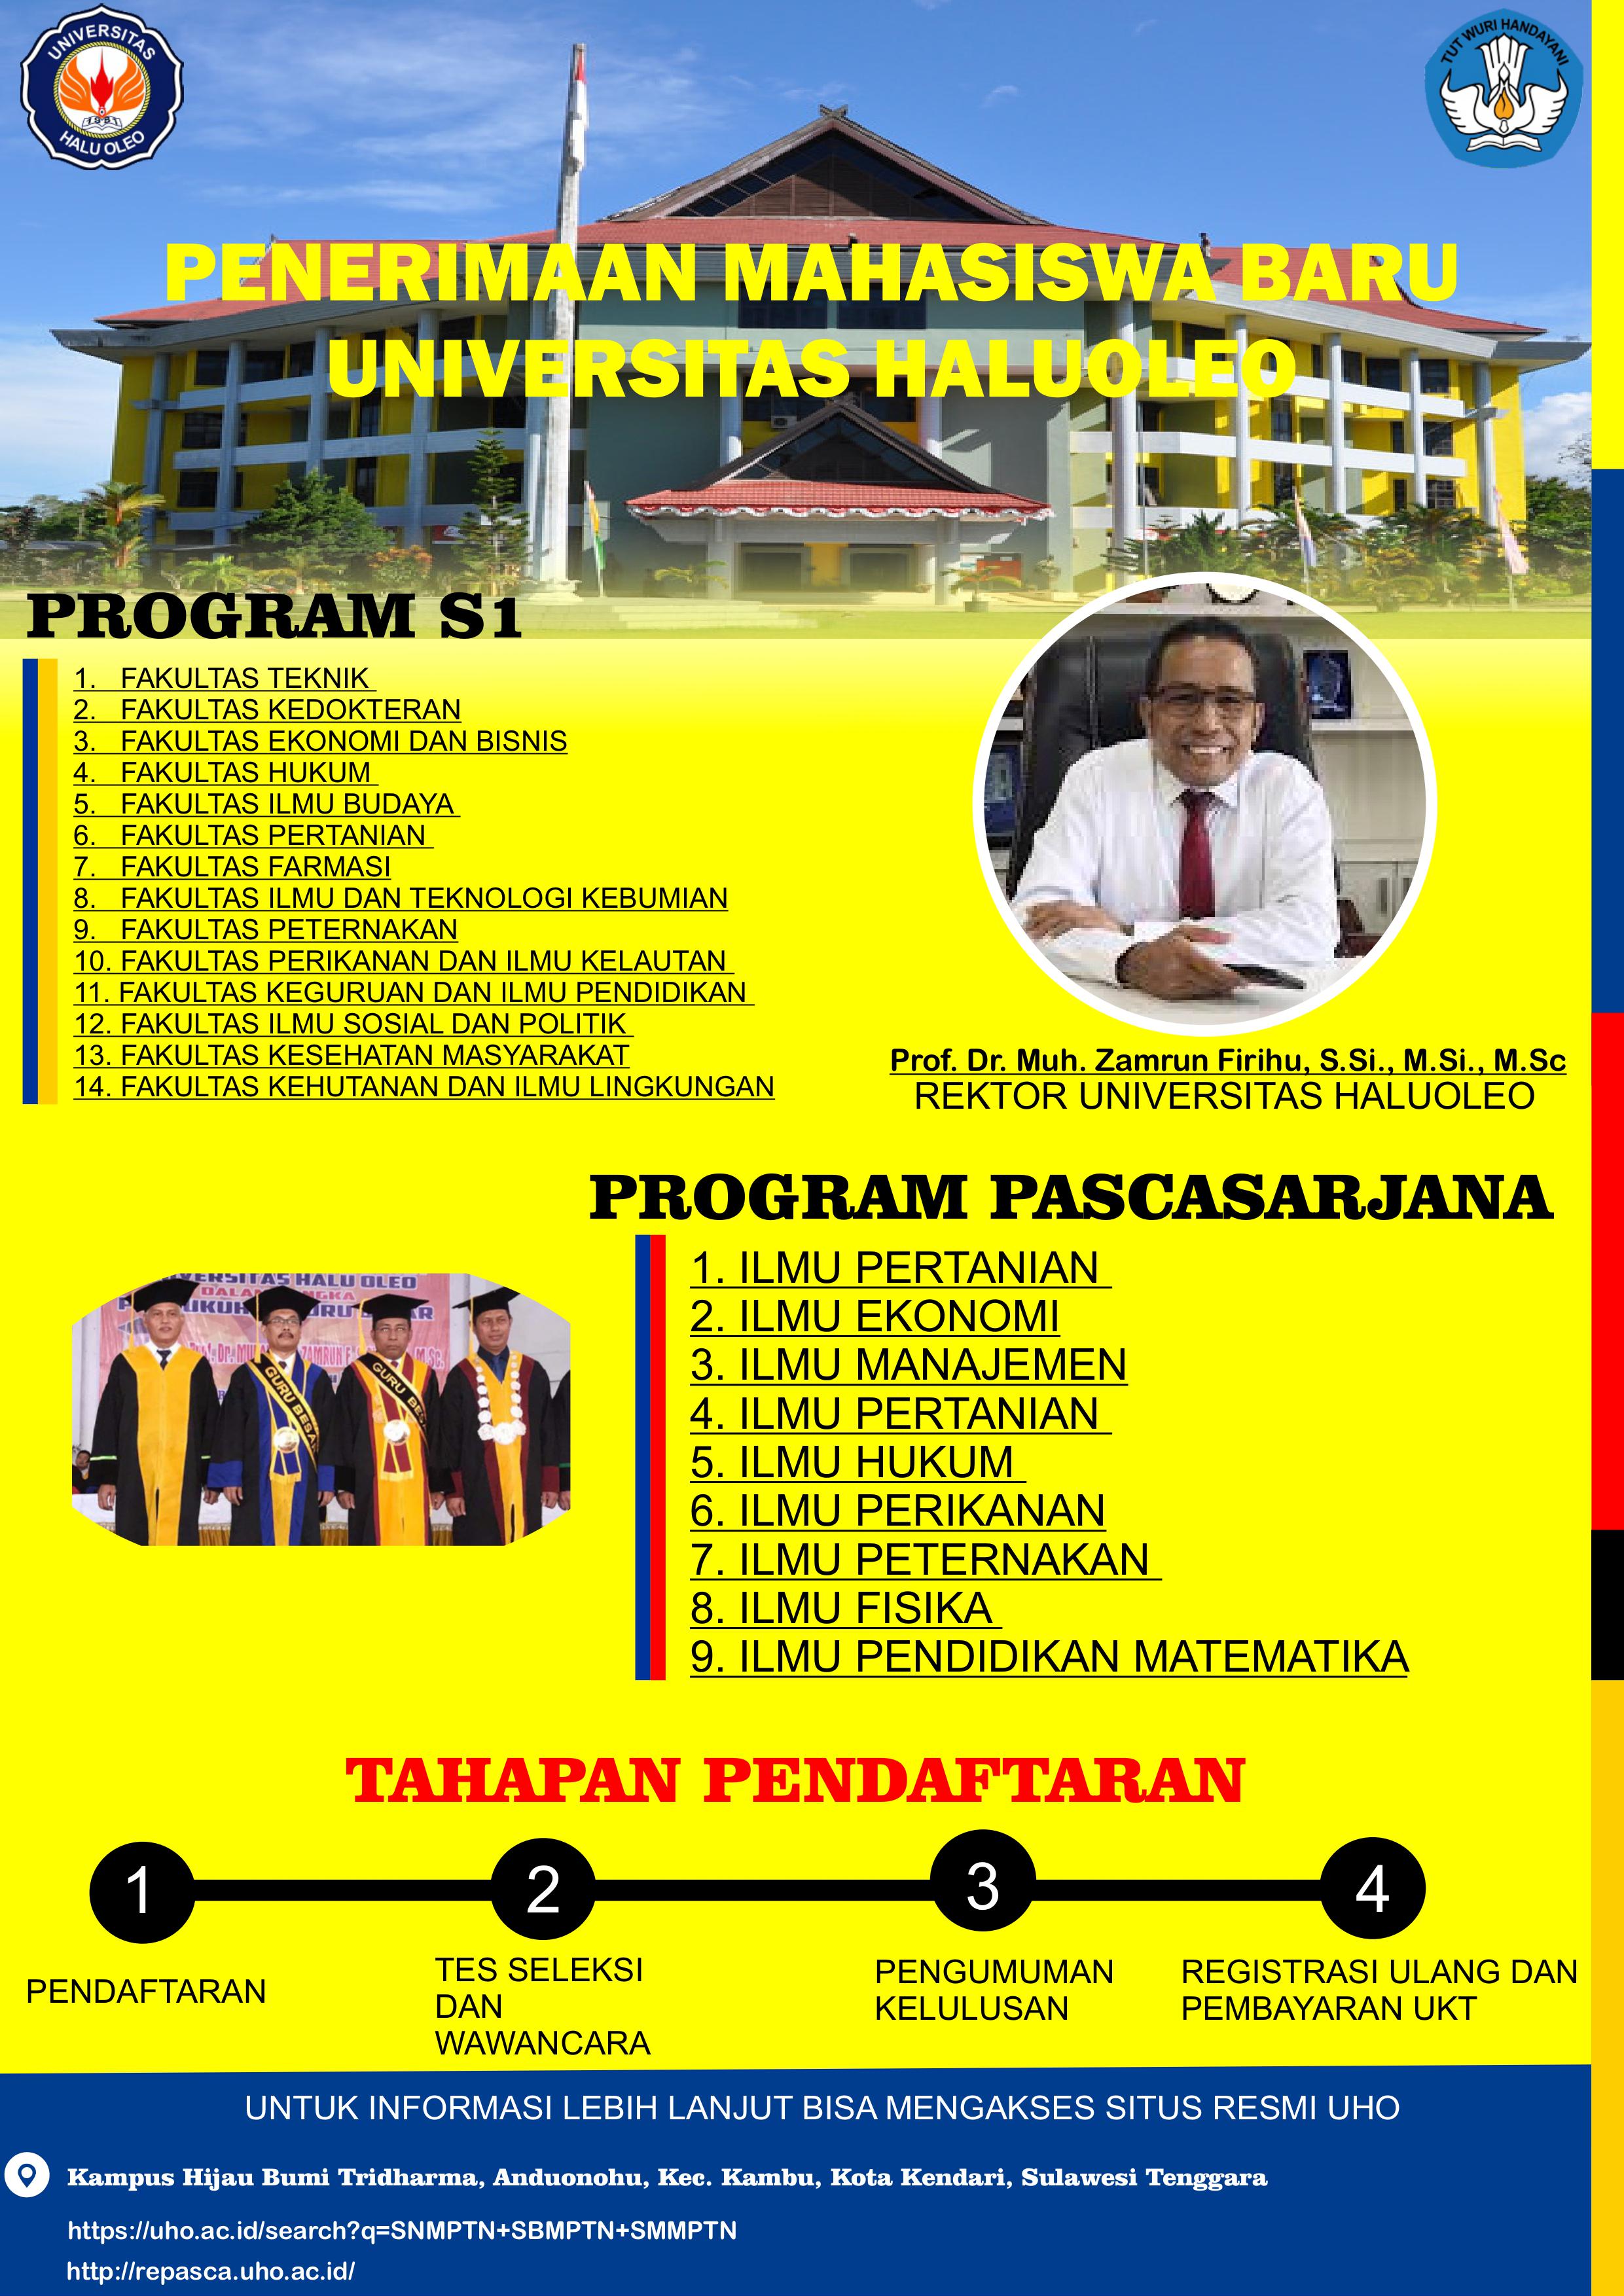 UNIVERSITAS
HALU OLEO
TUT WURI HANDAYANI
PENERIMAAN MAHASISWA BARU
UNIVERSITAS HALUOLEO
PROGRAM S1
1. FAKULTAS TEKNIK
2. FAKULTAS KEDOKTERAN
3. FAKULTAS EKONOMI DAN BISNIS
4. FAKULTAS HUKUM
5. FAKULTAS ILMU BUDAYA
6. FAKULTAS PERTANIAN
7. FAKULTAS FARMASI
8. FAKULTAS ILMU DAN TEKNOLOGI KEBUMIAN
9. FAKULTAS PETERNAKAN
10. FAKULTAS PERIKANAN DAN ILMU KELAUTAN
11. FAKULTAS KEGURUAN DAN ILMU PENDIDIKAN
12. FAKULTAS ILMU SOSIAL DAN POLITIK
13. FAKULTAS KESEHATAN MASYARAKAT
14. FAKULTAS KEHUTANAN DAN ILMU LINGKUNGAN
Prof. Dr. Muh. Zamrun Firihu, S.Si., M.Si., M.Sc
REKTOR UNIVERSITAS HALUOLEO
PROGRAM PASCASARJANA
1. ILMU PERTANIAN
2. ILMU EKONOMI
3. ILMU MANAJEMEN
4. ILMU PERTANIAN
5. ILMU HUKUM
6. ILMU PERIKANAN
7. ILMU PETERNAKAN
8. ILMU FISIKA
9. ILMU PENDIDIKAN MATEMATIKA
HALU OLEO
ZAMRUN
GURU BESAR
GURU
TAHAPAN PENDAFTARAN
1
2
3
4
PENDAFTARAN
TES SELEKSI
DAN
WAWANCARA
PENGUMUMAN
KELULUSAN
REGISTRASI ULANG DAN
PEMBAYARAN UKT
UNTUK INFORMASI LEBIH LANJUT BISA MENGAKSES SITUS RESMI UHO
Kampus Hijau Bumi Tridharma, Anduonohu, Kec. Kambu, Kota Kendari, Sulawesi Tenggara
https://uho.ac.id/search?q=SNMPTN+SBMPTN+SMMPTN
http://repasca.uho.ac.id/